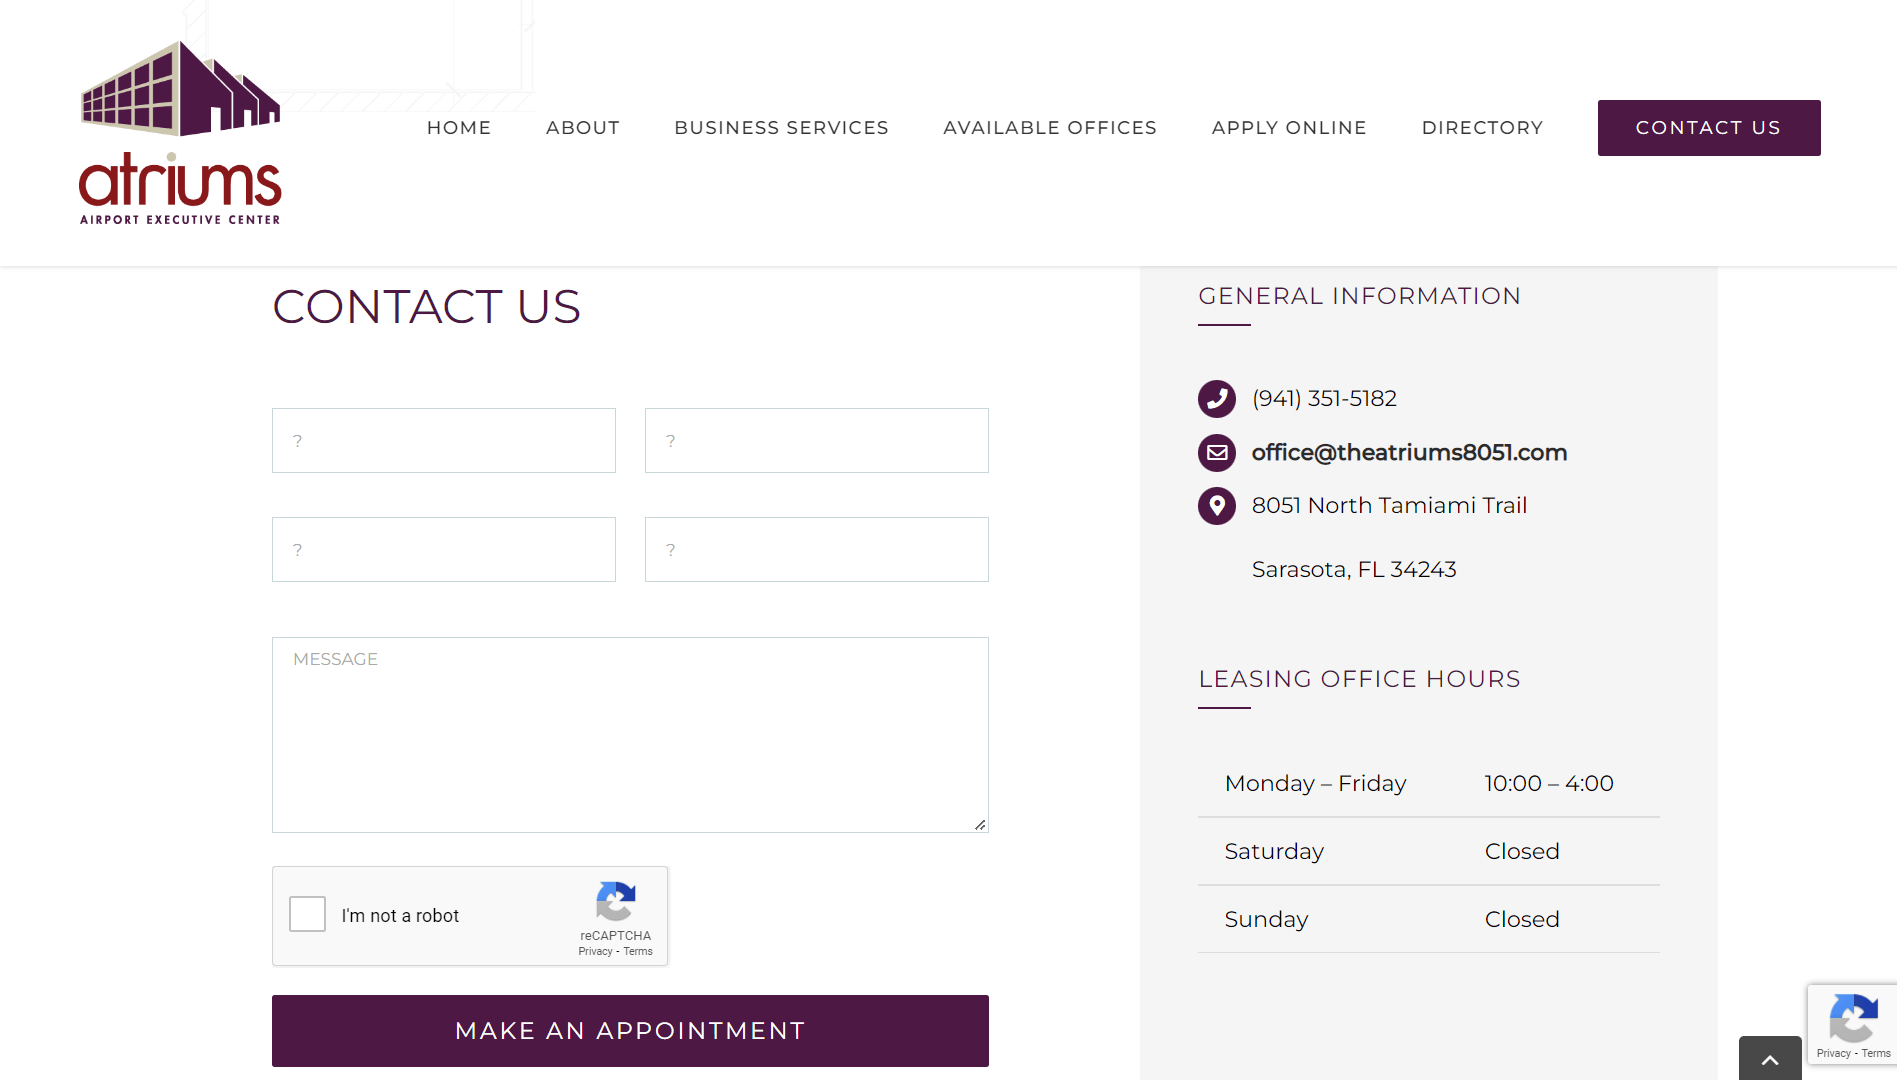 atriums
AIRPORT EXECUTIVE CENTER
HOME
ABOUT
BUSINESS SERVICES
AVAILABLE OFFICES
APPLY ONLINE
DIRECTORY
CONTACT US
CONTACT US
?
?
?
?
MESSAGE
I'm not a robot
reCAPTCHA
Privacy - Terms
MAKE AN APPOINTMENT
GENERAL INFORMATION
(941) 351-5182
office@theatriums8051.com
8051 North Tamiami Trail
Sarasota, FL 34243
LEASING OFFICE HOURS
Monday – Friday 10:00 – 4:00
Saturday Closed
Sunday Closed
Privacy - Terms